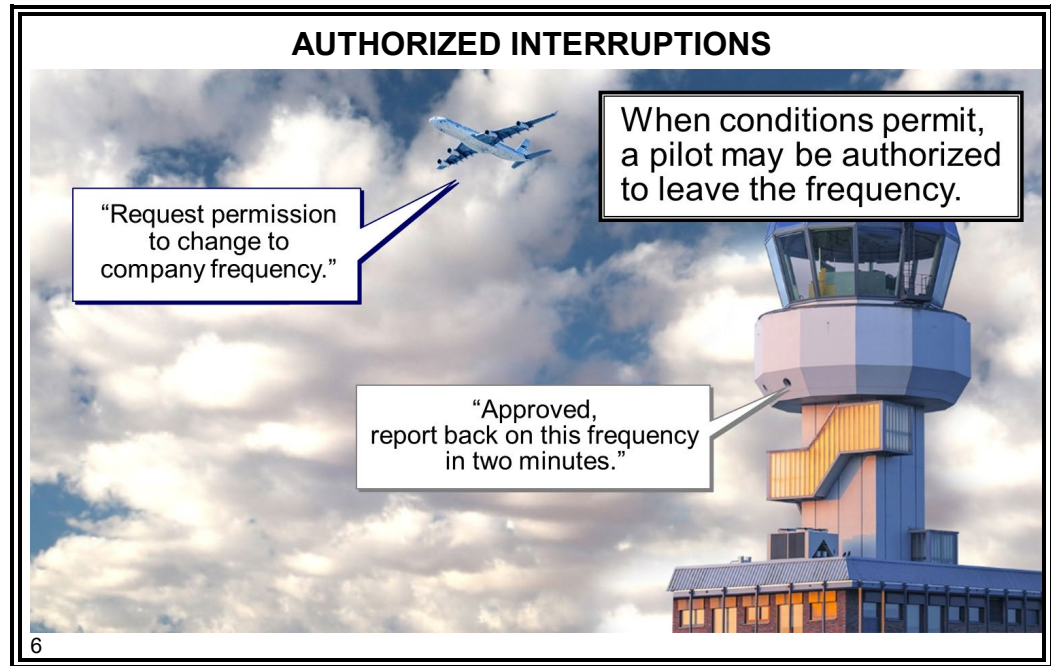 AUTHORIZED INTERRUPTIONS
When conditions permit,
a pilot may be authorized
to leave the frequency.
“Request permission
to change to
company frequency.”
“Approved,
report back on this frequency
in two minutes.”
6